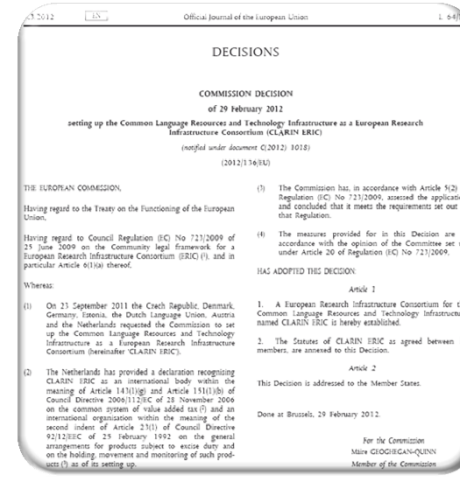 .3.2012 EN Official Journal of the European Union L 64/
DECISIONS
COMMISSION DECISION
of 29 February 2012
setting up the Common Language Resources and Technology Infrastructure as a European Research
Infrastructure Consortium (CLARIN ERIC)
(notified under document C(2012) 1018)
(2012/136/EU)
THE EUROPEAN COMMISSION,
Having regard to the Treaty on the Functioning of the European
Union,
Having regard to Council Regulation (EC) No 723/2009 of
25 June 2009 on the Community legal framework for a
European Research Infrastructure Consortium (ERIC) (¹), and in
particular Article 6(1)(a) thereof,
Whereas:
(1) On 23 September 2011 the Czech Republic, Denmark,
Germany, Estonia, the Dutch Language Union, Austria
and the Netherlands requested the Commission to set
up the Common Language Resources and Technology
Infrastructure as a European Research Infrastructure
Consortium (hereinafter 'CLARIN ERIC').
(2) The Netherlands has provided a declaration recognising
CLARIN ERIC as an international body within the
meaning of Article 143(1)(g) and Article 151(1)(b) of
Council Directive 2006/112/EC of 28 November 2006
on the common system of value added tax (²) and an
international organisation within the meaning of the
second indent of Article 23(1) of Council Directive
92/12/EEC of 25 February 1992 on the general
arrangements for products subject to excise duty and
on the holding, movement and monitoring of such prod-
ucts (³) as of its setting up.
(3) The Commission has, in accordance with Article 5(2)
Regulation (EC) No 723/2009, assessed the applicatio
and concluded that it meets the requirements set out
that Regulation.
(4) The measures provided for in this Decision are
accordance with the opinion of the Committee set
under Article 20 of Regulation (EC) No 723/2009,
HAS ADOPTED THIS DECISION:
Article 1
1. A European Research Infrastructure Consortium for t
Common Language Resources and Technology Infrastructu
named CLARIN ERIC is hereby established.
2. The Statutes of CLARIN ERIC as agreed between
members, are annexed to this Decision.
Article 2
This Decision is addressed to the Member States.
Done at Brussels, 29 February 2012.
For the Commission
Máire GEOGHEGAN-QUINN
Member of the Commission